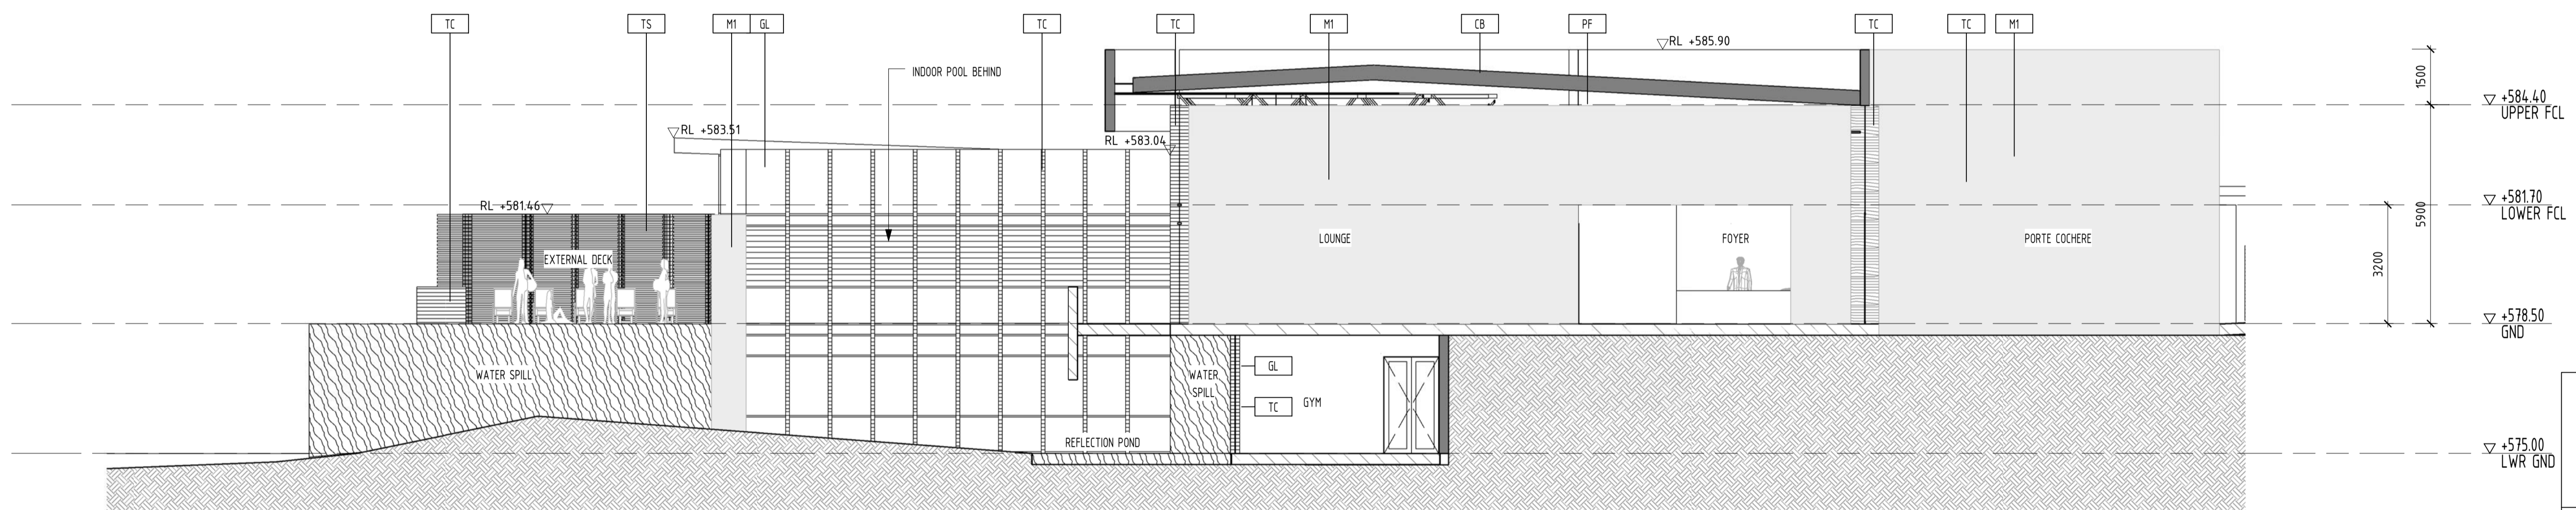 TC
TS
M1
GL
TC
TC
M1
CB
PF
TC
TC
M1
RL +585.90
INDOOR POOL BEHIND
1500
+584.40
UPPER FCL
RL +583.51
RL +583.04
RL +581.46
+581.70
LOWER FCL
5900
LOUNGE
FOYER
PORTE COCHERE
EXTERNAL DECK
3200
+578.50
GND
WATER SPILL
WATER
SPILL
GL
TC
GYM
REFLECTION POND
+575.00
LWR GND